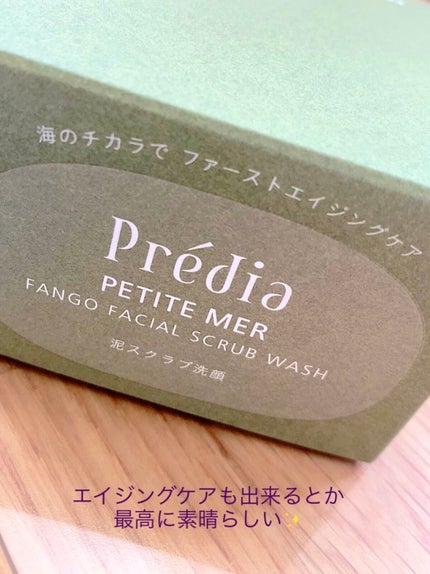 海のチカラで ファーストエイジングケア
Prédia
PETITE MER
FANGO FACIAL SCRUB WASH
泥スクラブ洗顔
エイジングケアも出来るとか
最高に素晴らしい✨